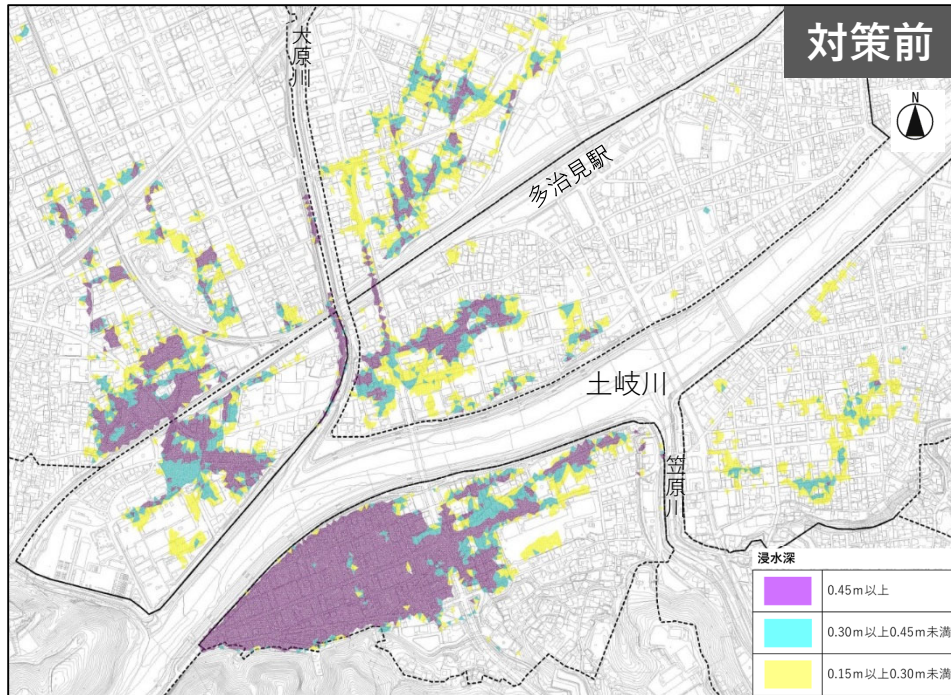 対策前
N
大原川
多治見駅
土岐川
笠原川
浸水深
0.45m以上
0.30m以上0.45m未満
0.15m以上0.30m未満